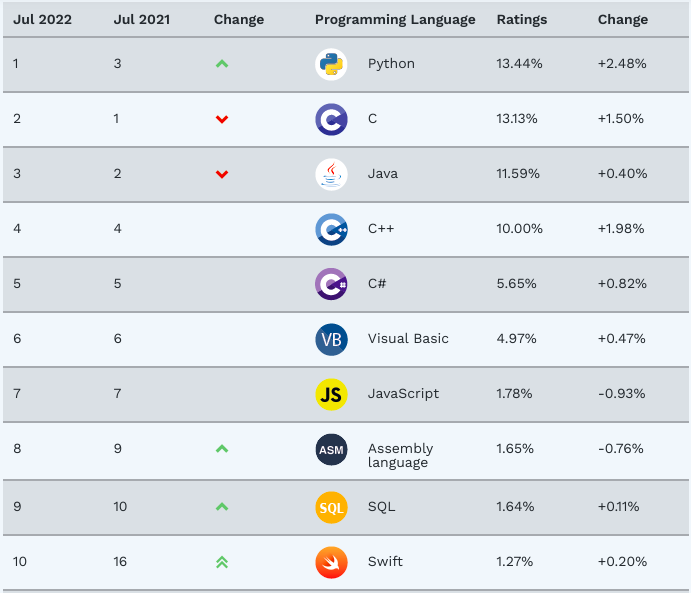 Jul 2022 Jul 2021 Change Programming Language Ratings Change
1 3 Python 13.44% +2.48%
2 1 C C 13.13% +1.50%
3 2 Java 11.59% +0.40%
4 4 C++ C++ 10.00% +1.98%
5 5 C# C# 5.65% +0.82%
6 6 VB Visual Basic 4.97% +0.47%
7 7 JS JavaScript 1.78% -0.93%
8 9 ASM Assembly 1.65% -0.76%
language
9 10 SQL SQL 1.64% +0.11%
10 16 Swift 1.27% +0.20%